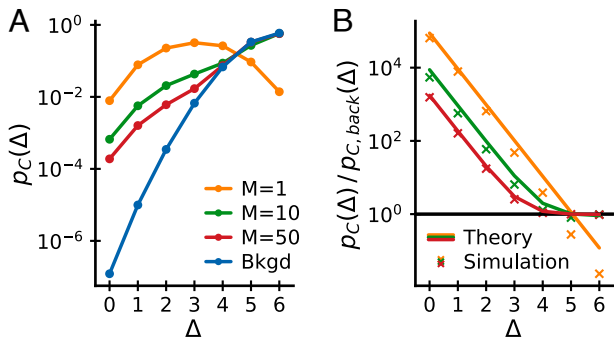 A
p_C(Δ)
10^0
10^-2
10^-4
10^-6
M=1
M=10
M=50
Bkgd
0 1 2 3 4 5 6
Δ
B
p_C(Δ) / p_{C, back}(Δ)
10^4
10^2
10^0
Theory
Simulation
0 1 2 3 4 5 6
Δ